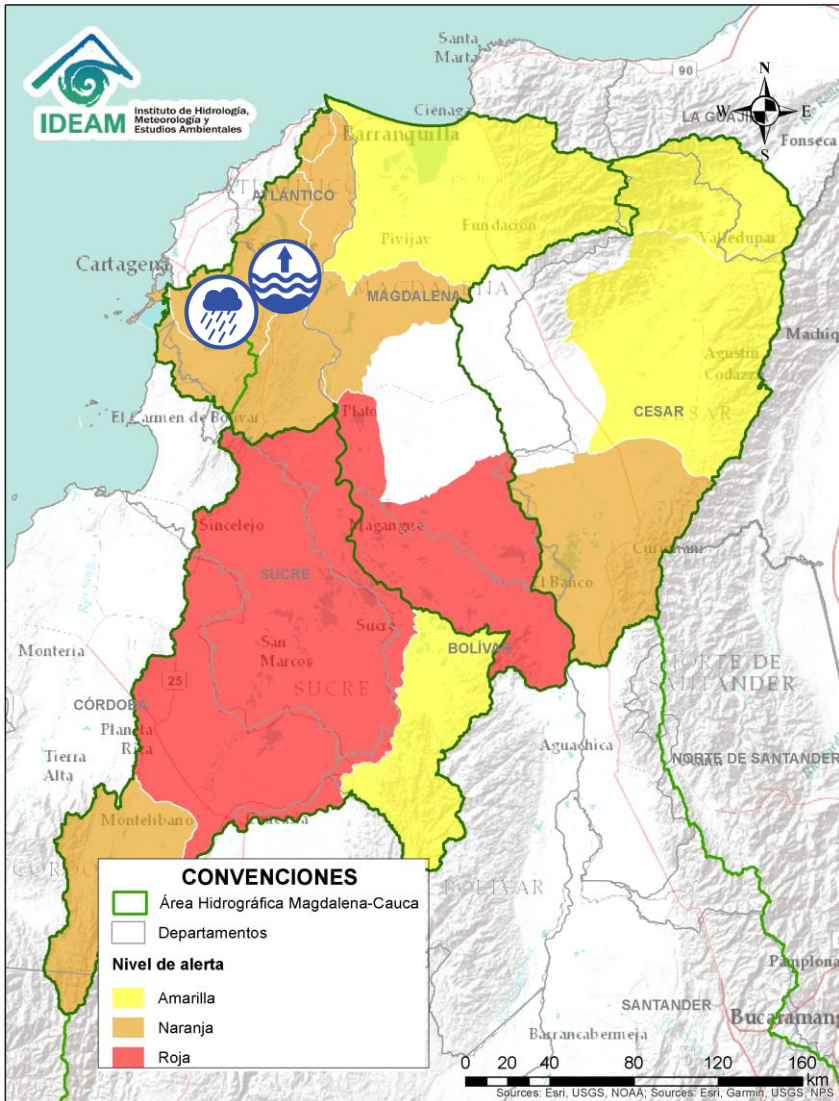 IDEAM
Instituto de Hidrología,
Meteorología y
Estudios Ambientales
Santa
Marta
90
N
E
S
LA GUAJIR
Fonseca
Ciénaga
Barranquilla
ATLÁNTICO
Fundación
Valledupar
Pivijay
Cartagena
MAGDALENA
Agustín
Codazzi
El Carmen de Bolívar
Plato
CESAR
Sincelejo
Magangué
SUCRE
El Banco
Sucre
Montería
San
Marcos
BOLÍVAR
NORTE DE
SANTANDER
SUCRE
25
CÓRDOBA
Planeta
Rica
Tierra
Alta
Aguachica
NORTE DE SANTANDER
Montelíbano
BOLÍVAR
CONVENCIONES
Área Hidrográfica Magdalena-Cauca
Departamentos
Nivel de alerta
Amarilla
Naranja
Roja
Pamplona
SANTANDER
Bucaramang
Barrancabermeja
0 20 40 80 120 160
km
Sources: Esri, USGS, NOAA; Sources: Esri, Garmin, USGS, NPS